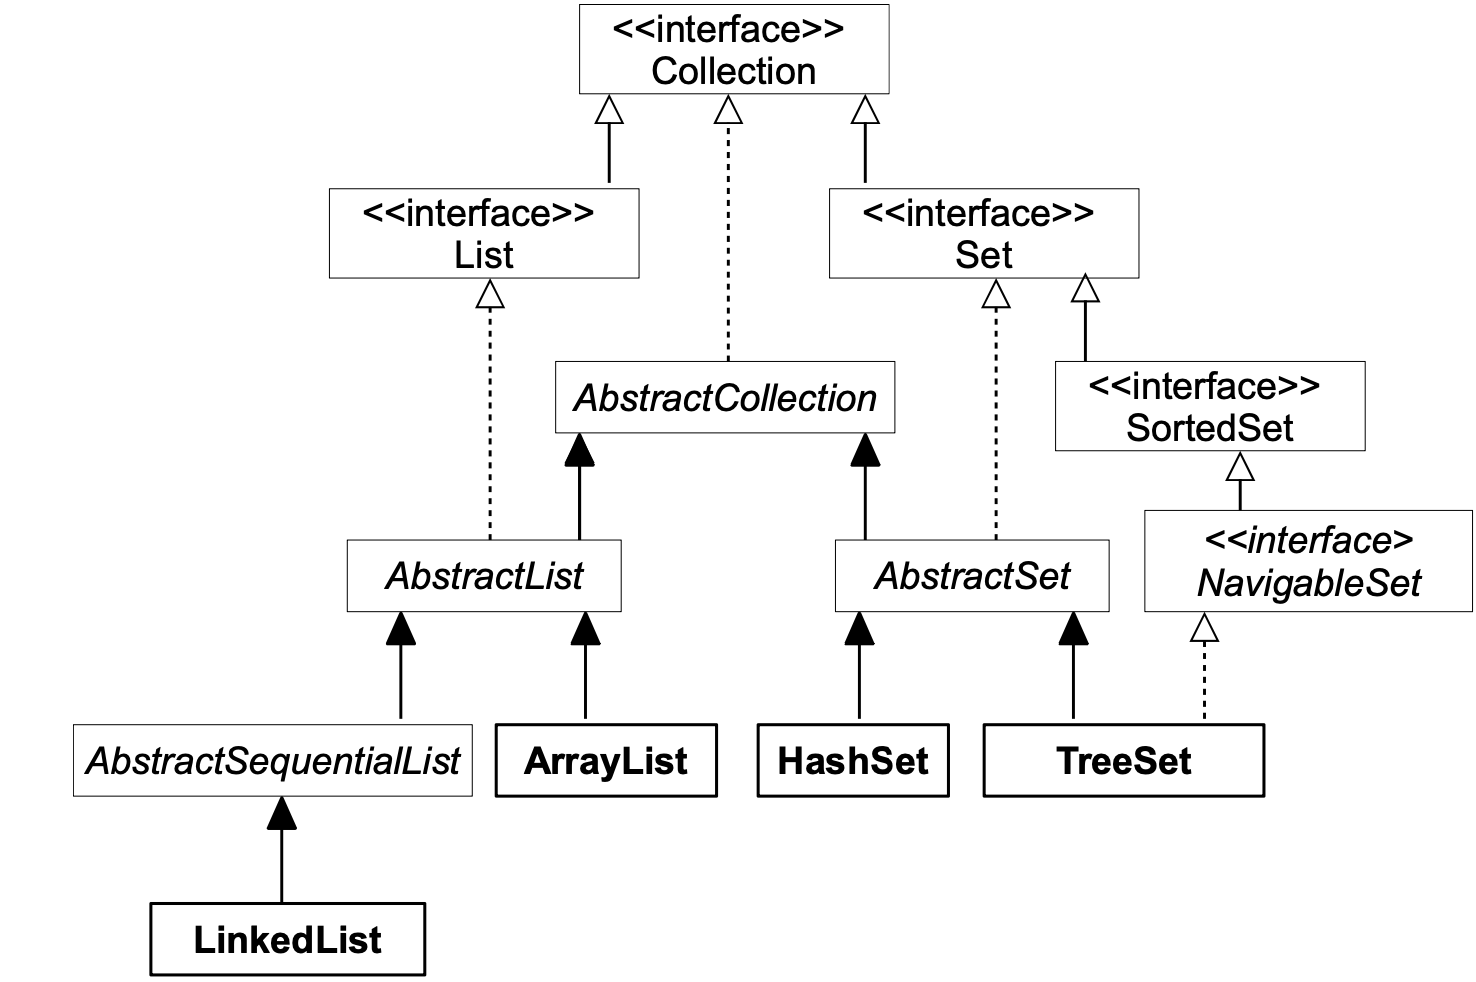 <<interface>>
Collection
<<interface>>
List
<<interface>>
Set
AbstractCollection
<<interface>>
SortedSet
AbstractList
AbstractSet
<<interface>
NavigableSet
AbstractSequentialList
ArrayList
HashSet
TreeSet
LinkedList